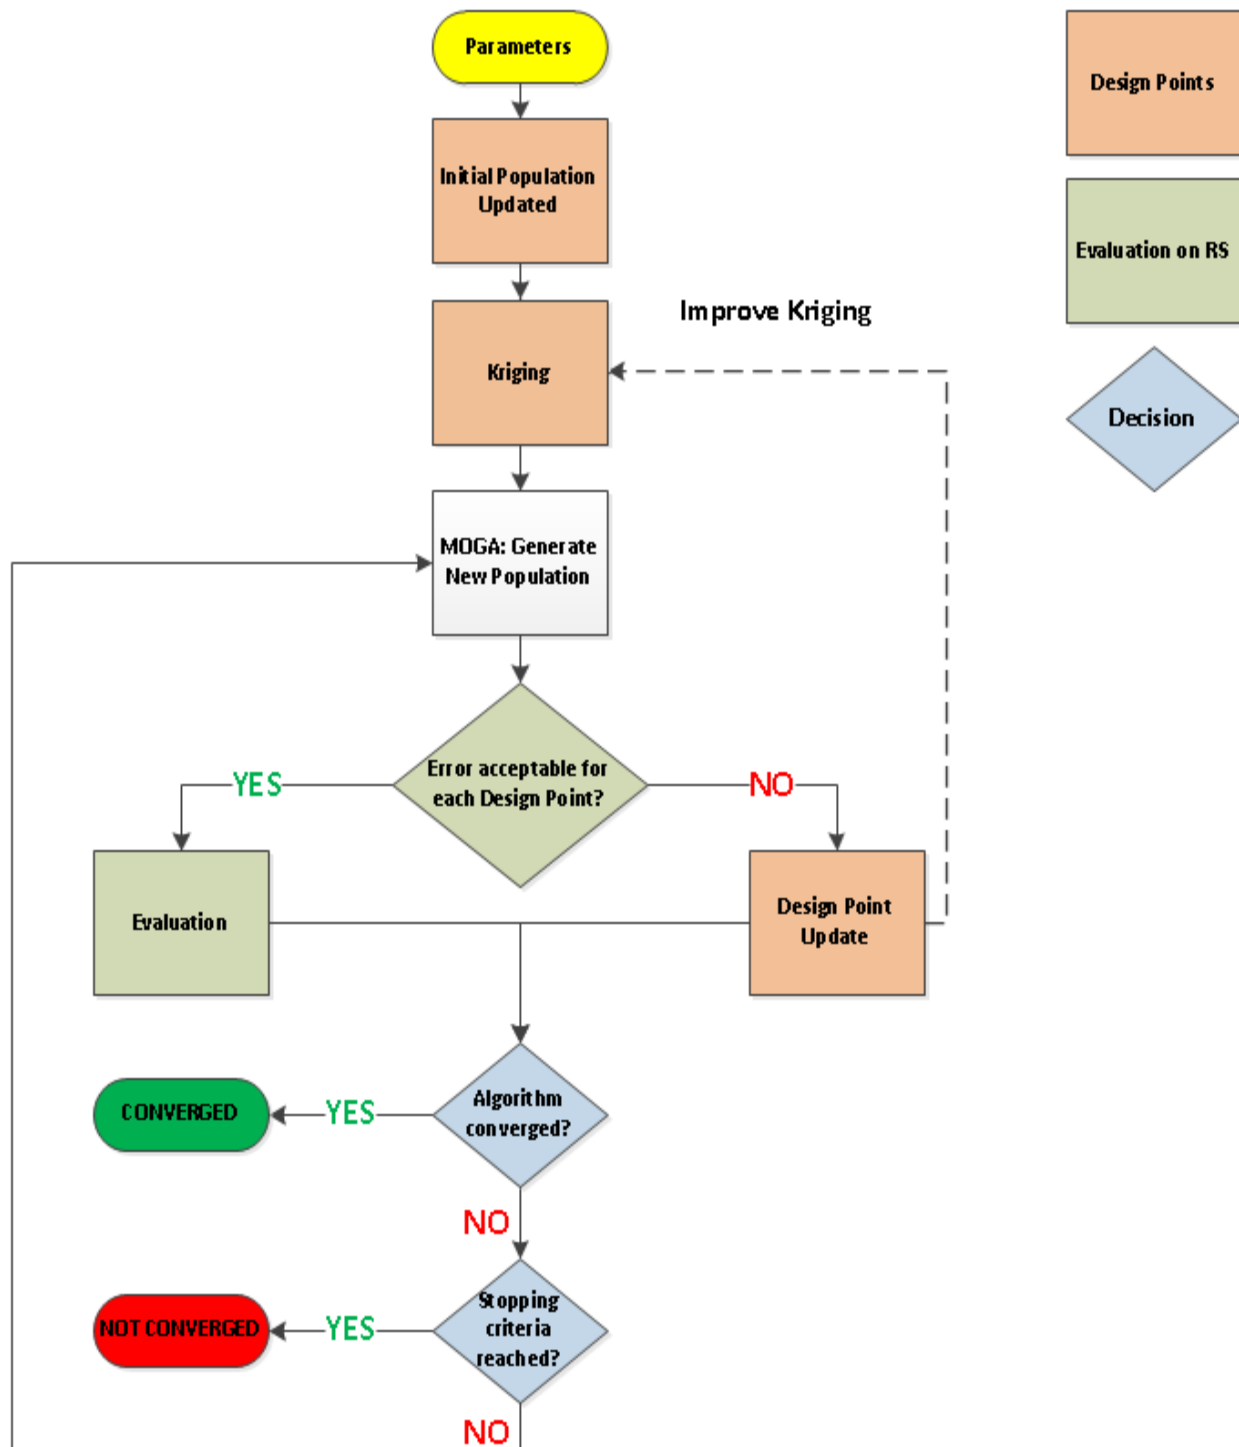 Parameters
Design Points
Initial Population
Updated
Evaluation on RS
Improve Kriging
Kriging
Decision
MOGA: Generate
New Population
Error acceptable for
each Design Point?
YES
NO
Evaluation
Design Point
Update
Algorithm
converged?
YES
CONVERGED
NO
Stopping
criteria
reached?
YES
NOT CONVERGED
NO